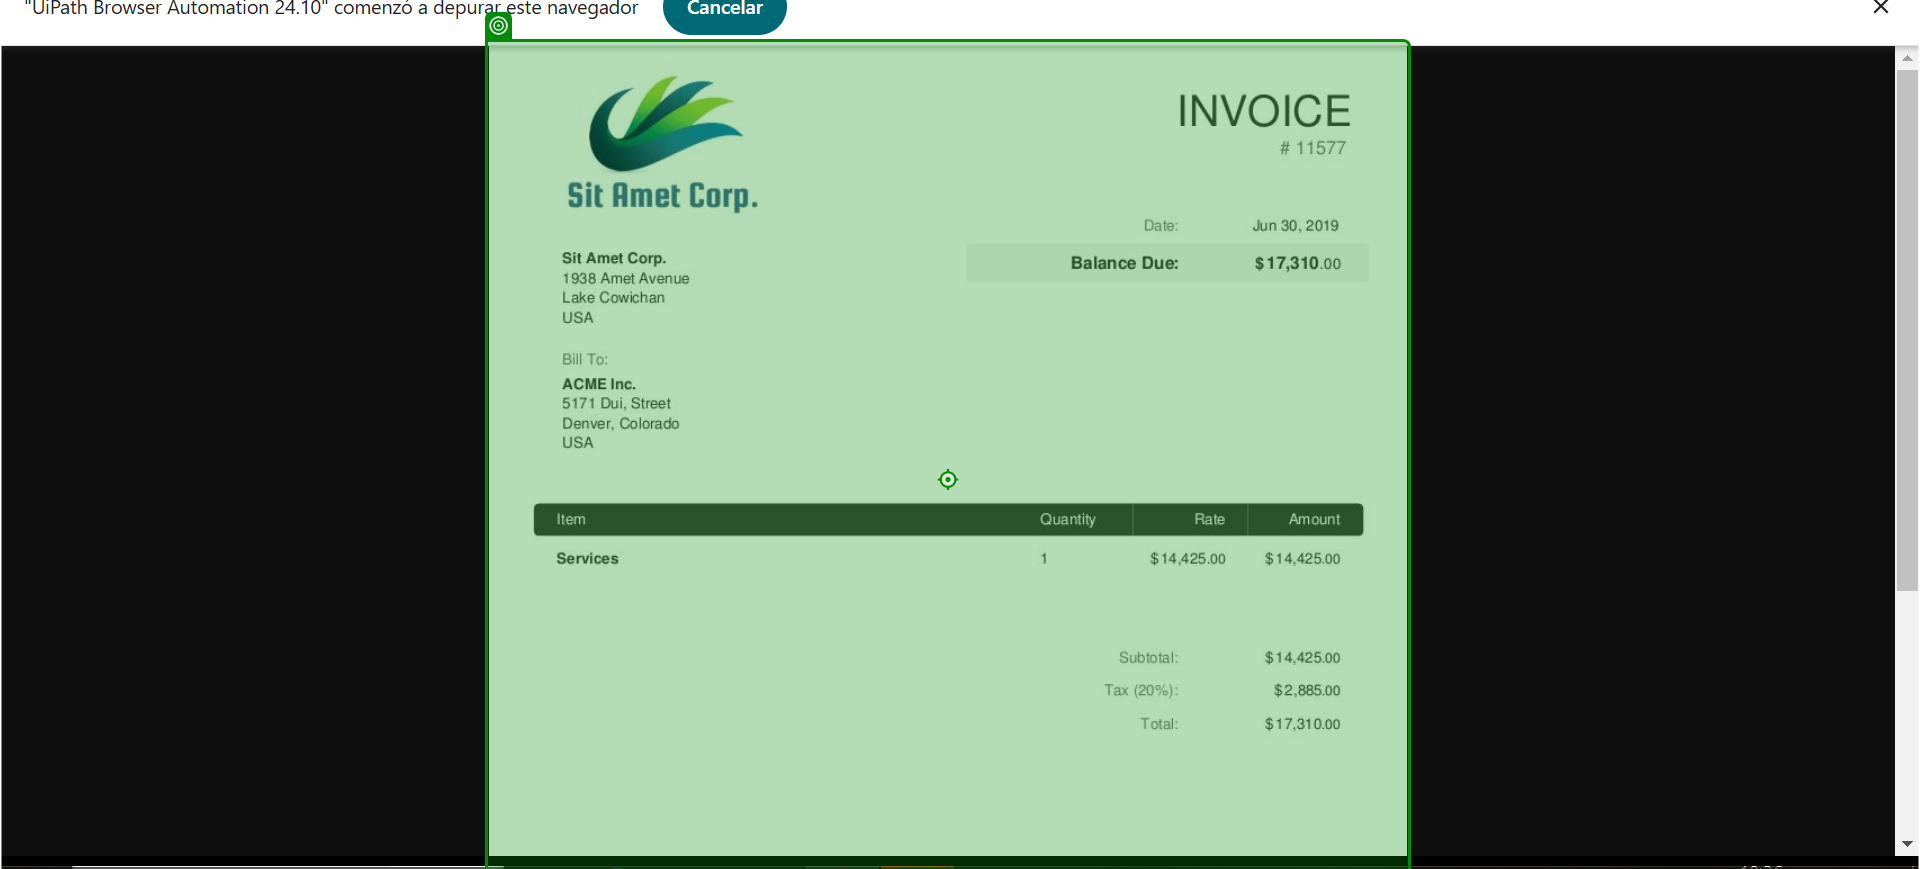 "UiPath Browser Automation 24.10" comenzó a depurar este navegador
Cancelar
Sit Amet Corp.
INVOICE
# 11577
Date: Jun 30, 2019
Balance Due: $17,310.00
Sit Amet Corp.
1938 Amet Avenue
Lake Cowichan
USA
Bill To:
ACME Inc.
5171 Dui, Street
Denver, Colorado
USA
Item Quantity Rate Amount
Services 1 $14,425.00 $14,425.00
Subtotal: $14,425.00
Tax (20%): $2,885.00
Total: $17,310.00